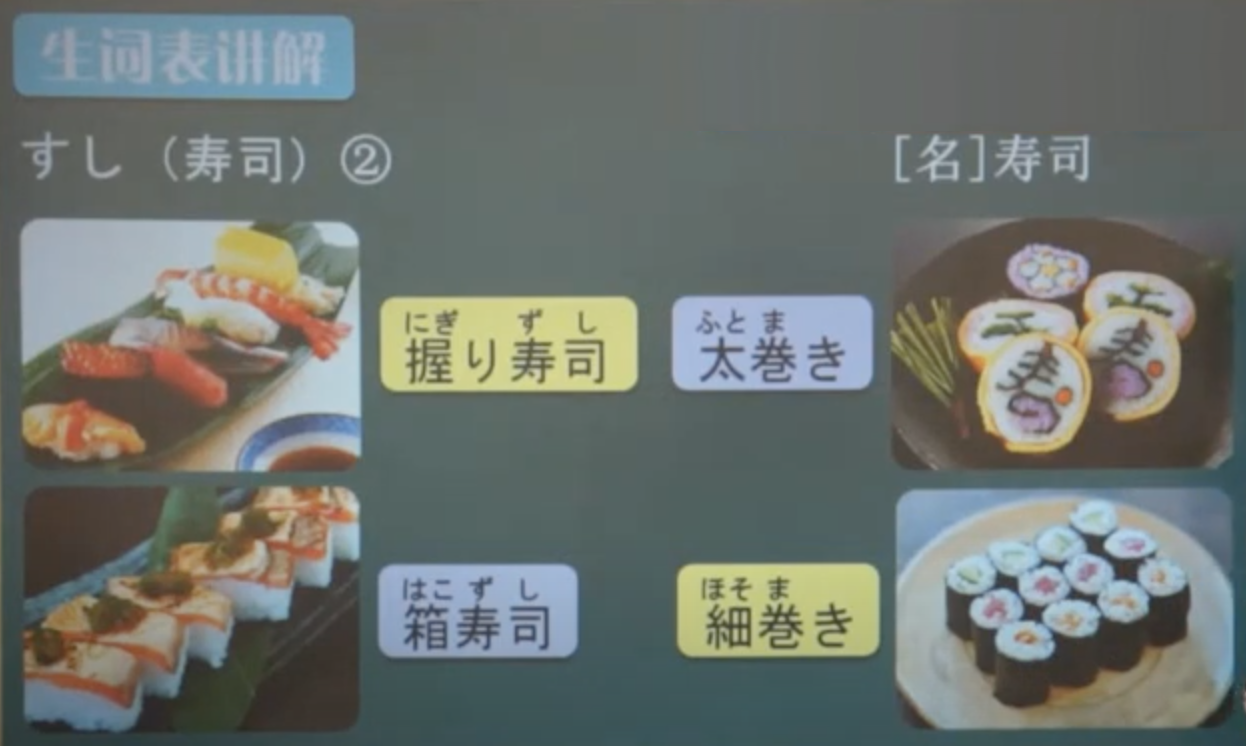 生词表讲解
すし（寿司）②
[名]寿司
にぎ ず し
握り寿司
ふと ま
太巻き
寿
寿
はこ ず し
箱寿司
ほそ ま
細巻き